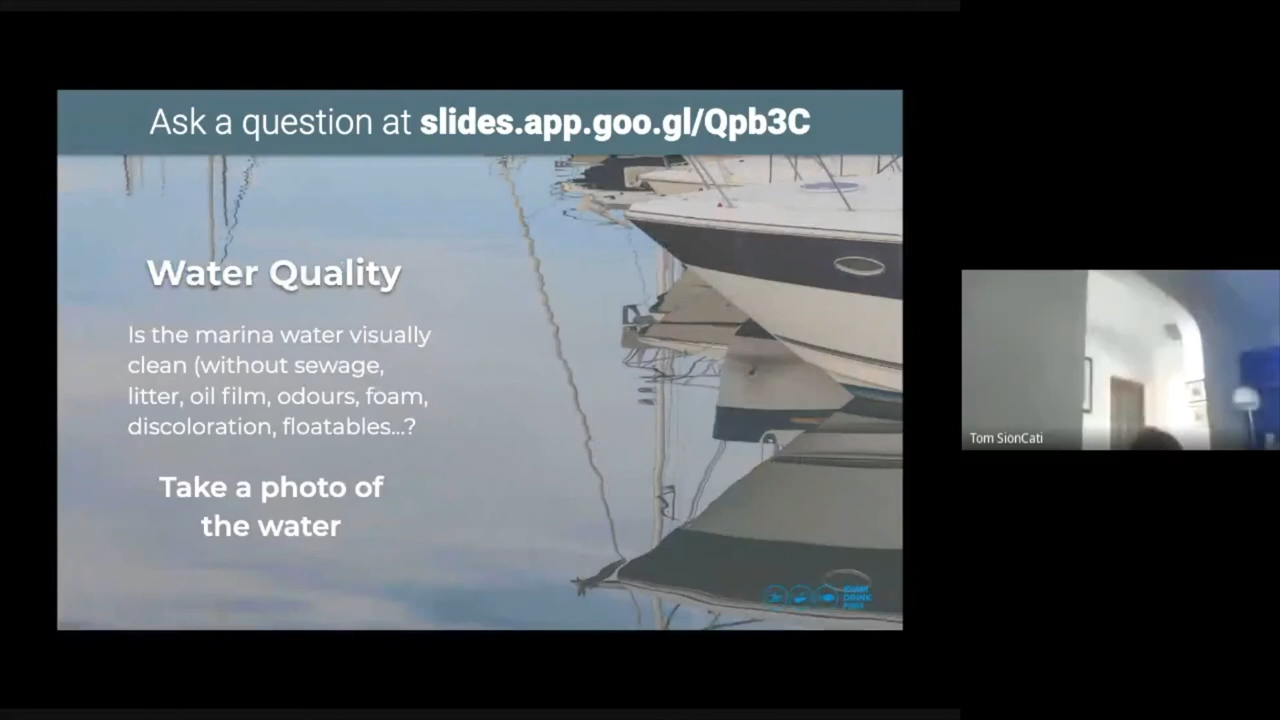 Ask a question at slides.app.goo.gl/Qpb3C
Water Quality
Is the marina water visually
clean (without sewage,
litter, oil film, odours, foam,
discoloration, floatables...?
Take a photo of
the water
Tom SionCati